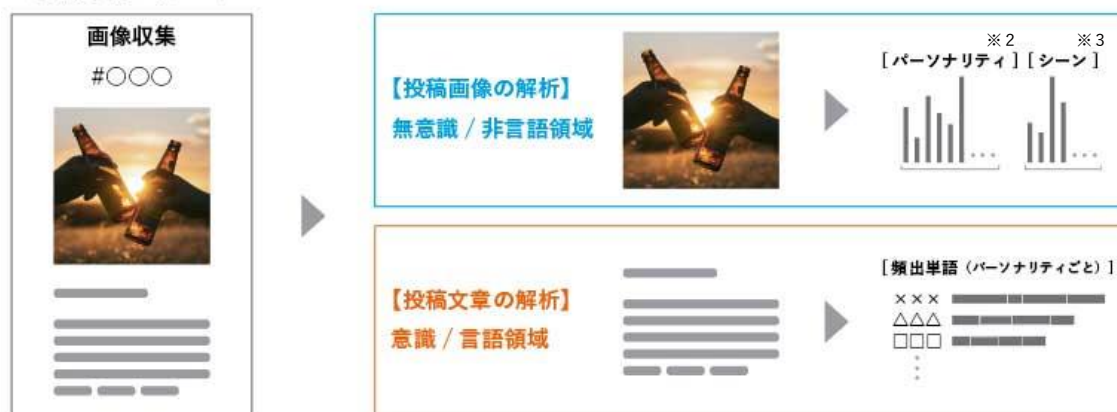 画像収集
#○○○
【投稿画像の解析】
無意識 / 非言語領域
※2 ※3
[パーソナリティ] [シーン]
【投稿文章の解析】
意識 / 言語領域
[頻出単語（パーソナリティごと）]
×××
△△△
□□□